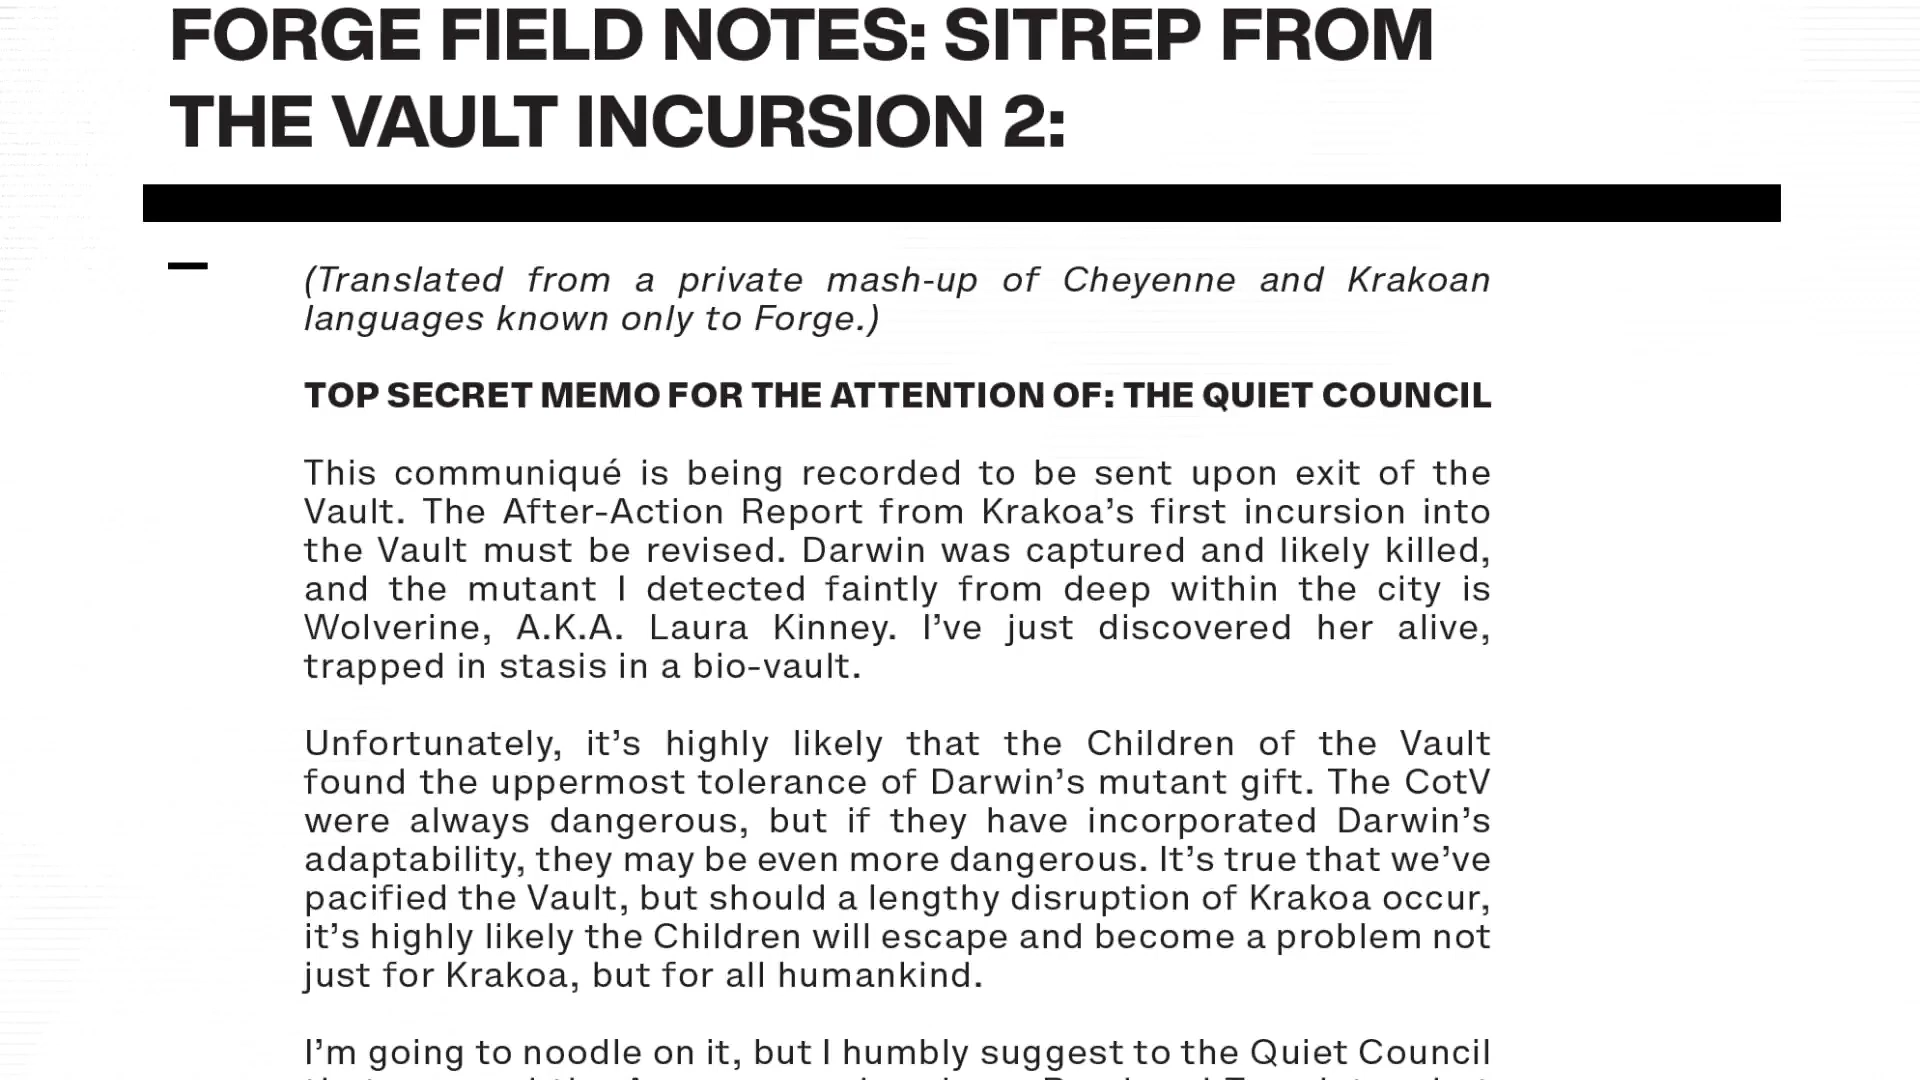 FORGE FIELD NOTES: SITREP FROM
THE VAULT INCURSION 2:
(Translated from a private mash-up of Cheyenne and Krakoan
languages known only to Forge.)
TOP SECRET MEMO FOR THE ATTENTION OF: THE QUIET COUNCIL
This communiqué is being recorded to be sent upon exit of the
Vault. The After-Action Report from Krakoa’s first incursion into
the Vault must be revised. Darwin was captured and likely killed,
and the mutant I detected faintly from deep within the city is
Wolverine, A.K.A. Laura Kinney. I’ve just discovered her alive,
trapped in stasis in a bio-vault.
Unfortunately, it’s highly likely that the Children of the Vault
found the uppermost tolerance of Darwin’s mutant gift. The CotV
were always dangerous, but if they have incorporated Darwin’s
adaptability, they may be even more dangerous. It’s true that we’ve
pacified the Vault, but should a lengthy disruption of Krakoa occur,
it’s highly likely the Children will escape and become a problem not
just for Krakoa, but for all humankind.
I’m going to noodle on it, but I humbly suggest to the Quiet Council